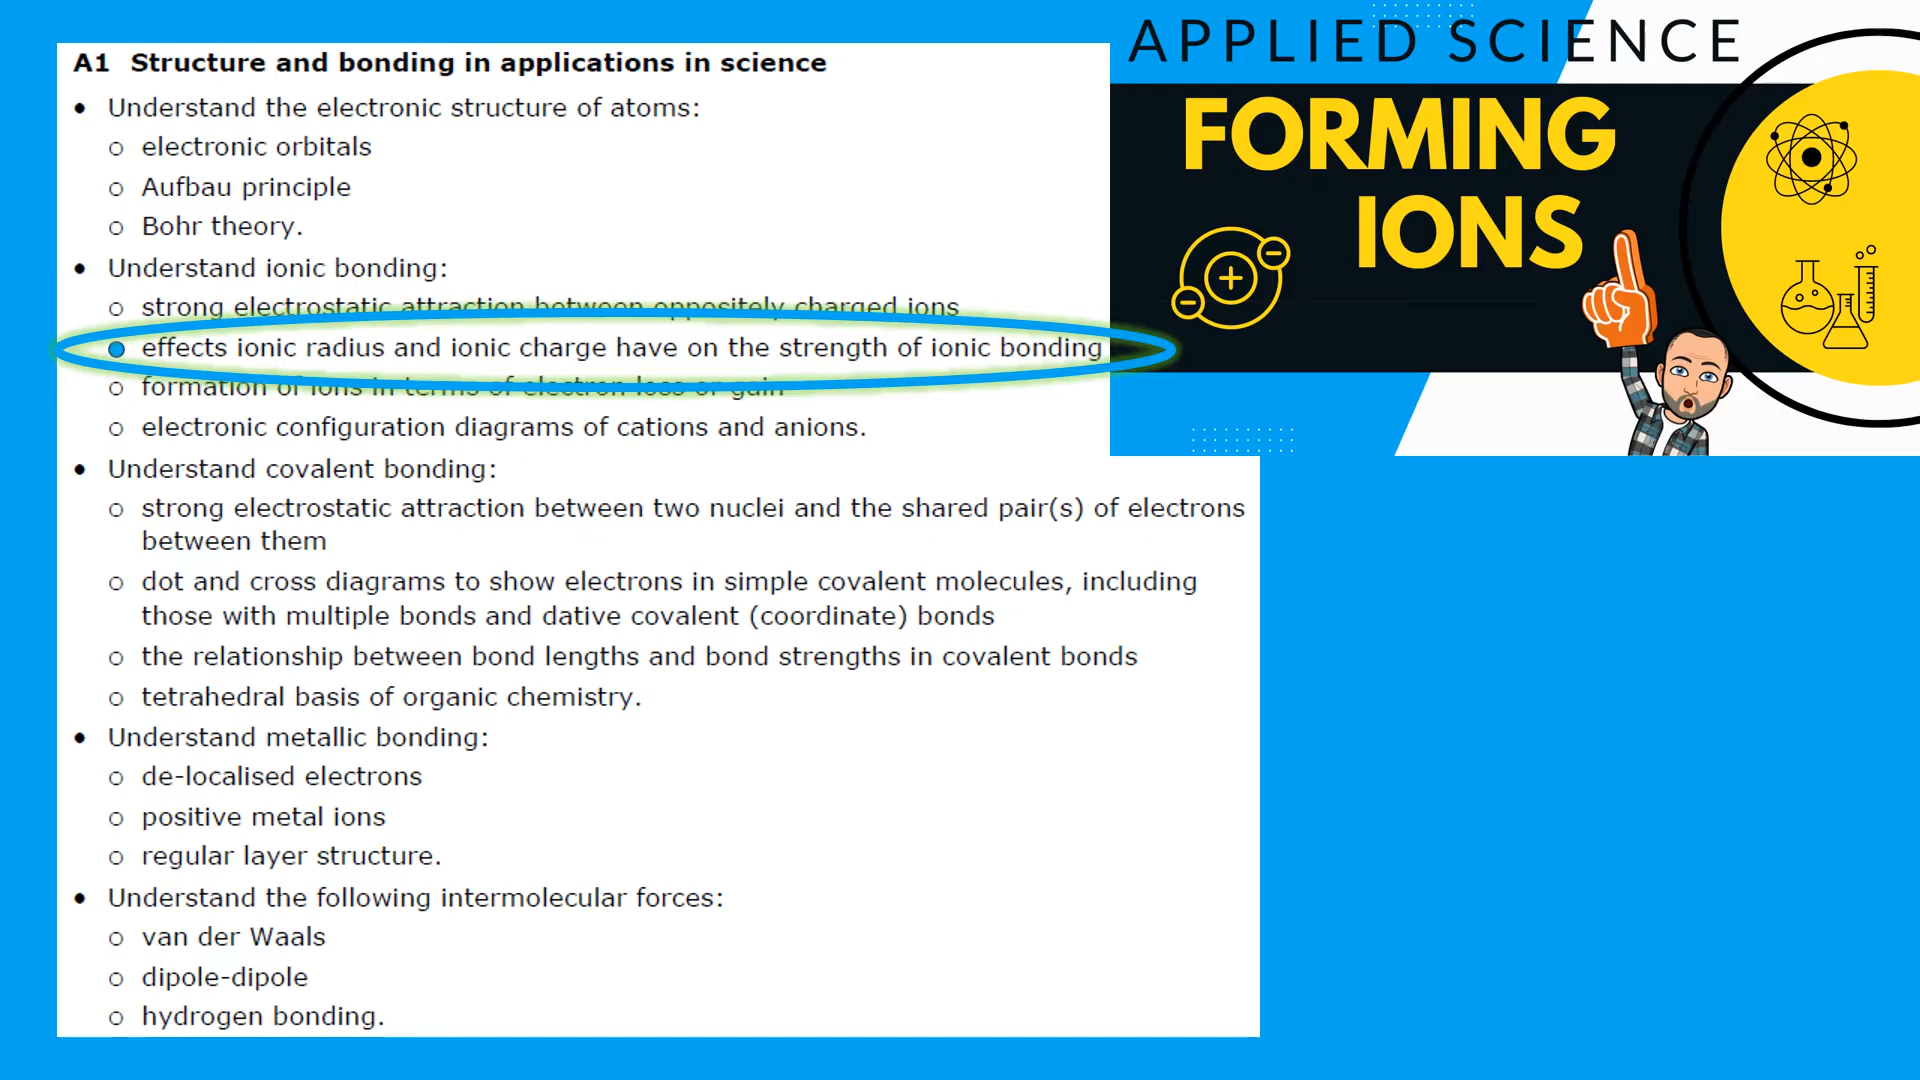 A1 Structure and bonding in applications in science
• Understand the electronic structure of atoms:
o electronic orbitals
o Aufbau principle
o Bohr theory.
• Understand ionic bonding:
o strong electrostatic attraction between oppositely charged ions
effects ionic radius and ionic charge have on the strength of ionic bonding
o formation of ions in terms of electron loss or gain
o electronic configuration diagrams of cations and anions.
• Understand covalent bonding:
o strong electrostatic attraction between two nuclei and the shared pair(s) of electrons
between them
o dot and cross diagrams to show electrons in simple covalent molecules, including
those with multiple bonds and dative covalent (coordinate) bonds
o the relationship between bond lengths and bond strengths in covalent bonds
o tetrahedral basis of organic chemistry.
• Understand metallic bonding:
o de-localised electrons
o positive metal ions
o regular layer structure.
• Understand the following intermolecular forces:
o van der Waals
o dipole-dipole
o hydrogen bonding.
APPLIED SCIENCE
FORMING
IONS